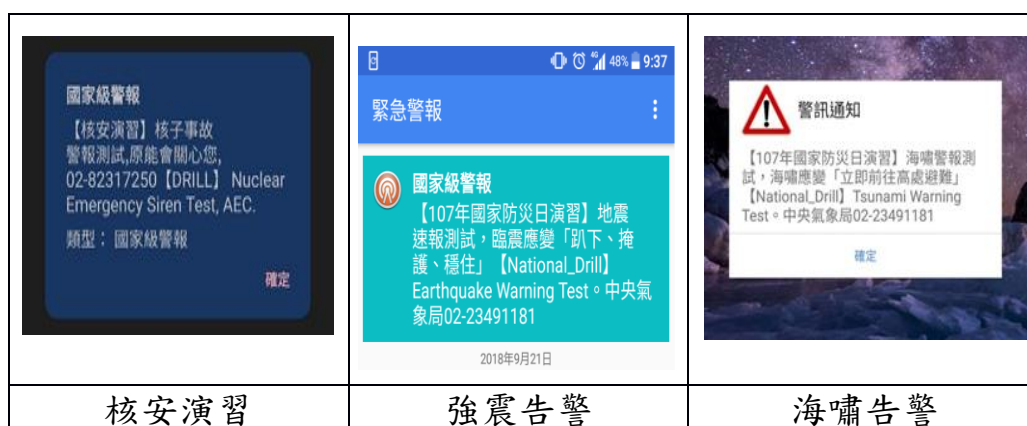 國家級警報
【核安演習】核子事故
警報測試,原能會關心您,
02-82317250【DRILL】 Nuclear
Emergency Siren Test, AEC.
類型： 國家級警報
確定
4G 48% 9:37
緊急警報
國家級警報
【107年國家防災日演習】地震
速報測試，臨震應變「趴下、掩
護、穩住」【National_Drill】
Earthquake Warning Test。中央氣
象局02-23491181
2018年9月21日
警訊通知
【107年國家防災日演習】海嘯警報測
試，海嘯應變「立即前往高處避難」
【National_Drill】Tsunami Warning
Test。中央氣象局02-23491181
確定
核安演習
強震告警
海嘯告警